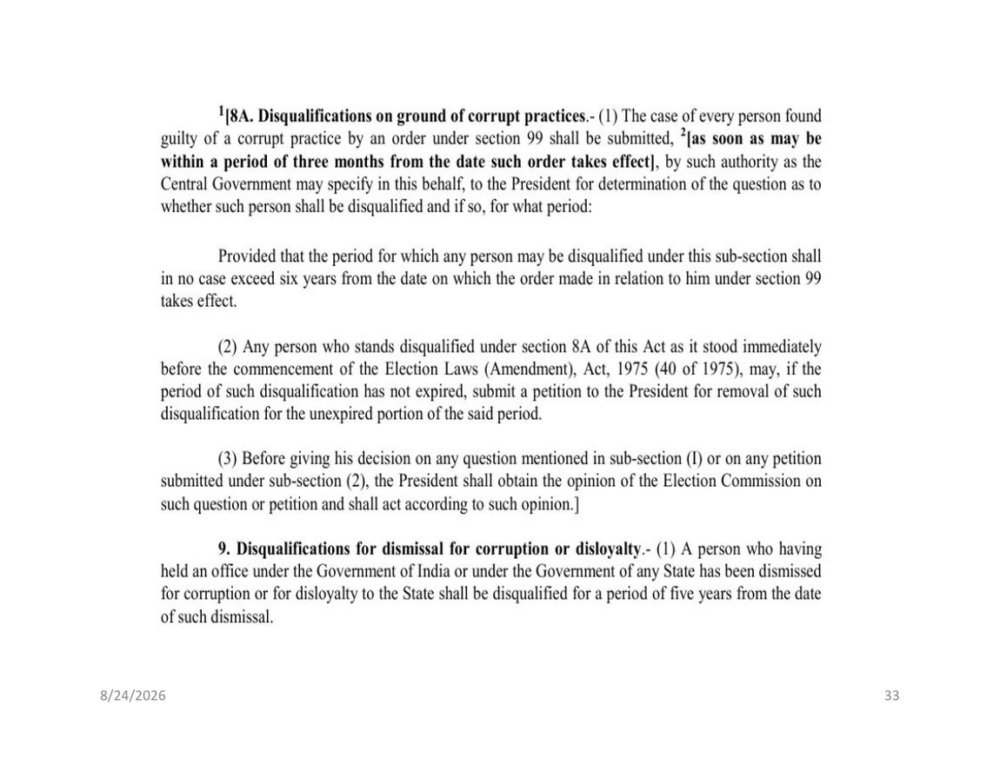 1[8A. Disqualifications on ground of corrupt practices.- (1) The case of every person found
guilty of a corrupt practice by an order under section 99 shall be submitted, 2[as soon as may be
within a period of three months from the date such order takes effect], by such authority as the
Central Government may specify in this behalf, to the President for determination of the question as to
whether such person shall be disqualified and if so, for what period:
Provided that the period for which any person may be disqualified under this sub-section shall
in no case exceed six years from the date on which the order made in relation to him under section 99
takes effect.
(2) Any person who stands disqualified under section 8A of this Act as it stood immediately
before the commencement of the Election Laws (Amendment), Act, 1975 (40 of 1975), may, if the
period of such disqualification has not expired, submit a petition to the President for removal of such
disqualification for the unexpired portion of the said period.
(3) Before giving his decision on any question mentioned in sub-section (I) or on any petition
submitted under sub-section (2), the President shall obtain the opinion of the Election Commission on
such question or petition and shall act according to such opinion.]
9. Disqualifications for dismissal for corruption or disloyalty.- (1) A person who having
held an office under the Government of India or under the Government of any State has been dismissed
for corruption or for disloyalty to the State shall be disqualified for a period of five years from the date
of such dismissal.
8/24/2026
33